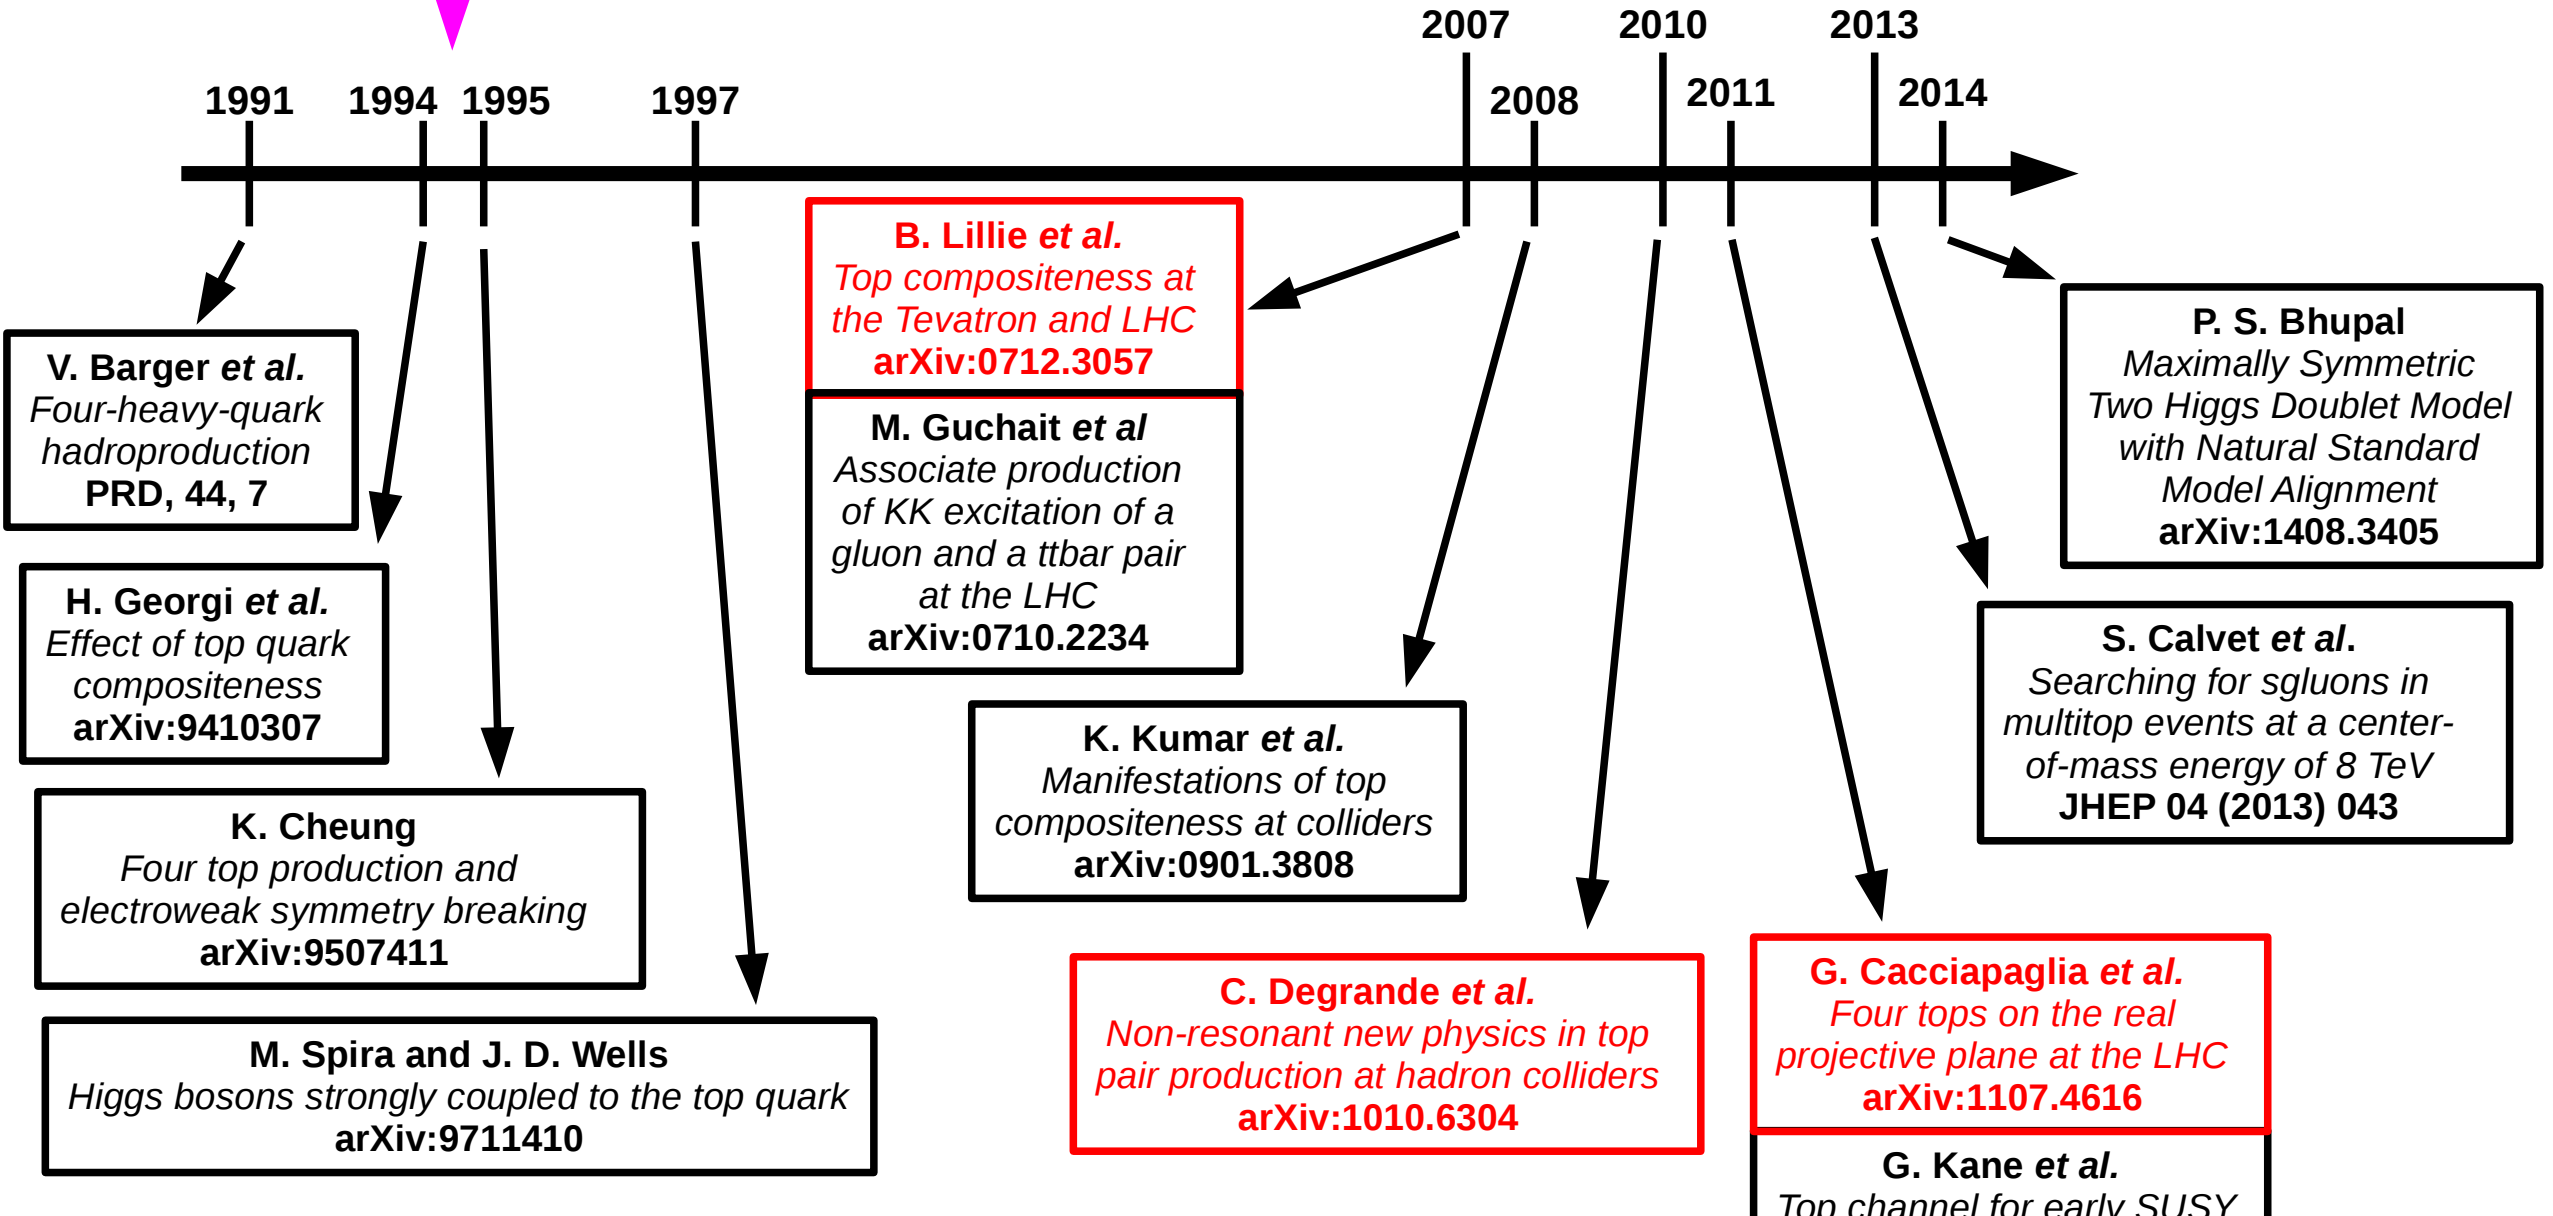 2007
2010
2013
1991
1994
1995
1997
2008
2011
2014
B. Lillie et al.
Top compositeness at
the Tevatron and LHC
arXiv:0712.3057
M. Guchait et al
Associate production
of KK excitation of a
gluon and a ttbar pair
at the LHC
arXiv:0710.2234
V. Barger et al.
Four-heavy-quark
hadroproduction
PRD, 44, 7
H. Georgi et al.
Effect of top quark
compositeness
arXiv:9410307
K. Cheung
Four top production and
electroweak symmetry breaking
arXiv:9507411
M. Spira and J. D. Wells
Higgs bosons strongly coupled to the top quark
arXiv:9711410
K. Kumar et al.
Manifestations of top
compositeness at colliders
arXiv:0901.3808
C. Degrande et al.
Non-resonant new physics in top
pair production at hadron colliders
arXiv:1010.6304
P. S. Bhupal
Maximally Symmetric
Two Higgs Doublet Model
with Natural Standard
Model Alignment
arXiv:1408.3405
S. Calvet et al.
Searching for sgluons in
multitop events at a center-
of-mass energy of 8 TeV
JHEP 04 (2013) 043
G. Cacciapaglia et al.
Four tops on the real
projective plane at the LHC
arXiv:1107.4616
G. Kane et al.
Top channel for early SUSY